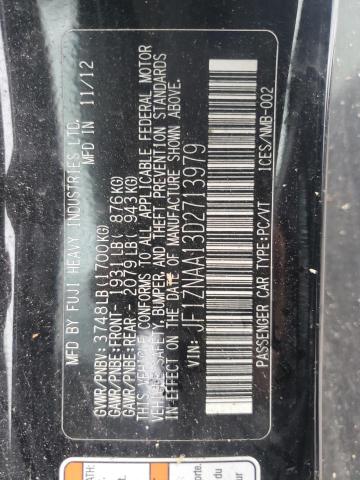 MFD BY FUJI HEAVY INDUSTRIES LTD.
MFD IN 11/12
GVWR/PNBV: 3748LB(1700KG)
GAWR/PNBE:FRONT- 1931LB( 876KG)
GAWR/PNBE:REAR- 2079LB( 943KG)
THIS VEHICLE CONFORMS TO ALL APPLICABLE FEDERAL MOTOR
VEHICLE SAFETY, BUMPER, AND THEFT PREVENTION STANDARDS
IN EFFECT ON THE DATE OF MANUFACTURE SHOWN ABOVE.
VIN: JF1ZNAA13D2713979
PASSENGER CAR TYPE:PC/VT
1CES/NMB-002